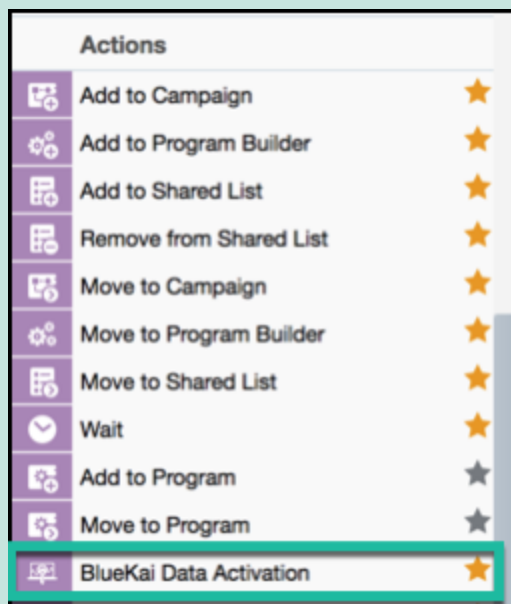 Actions
Add to Campaign
Add to Program Builder
Add to Shared List
Remove from Shared List
Move to Campaign
Move to Program Builder
Move to Shared List
Wait
Add to Program
Move to Program
BlueKai Data Activation